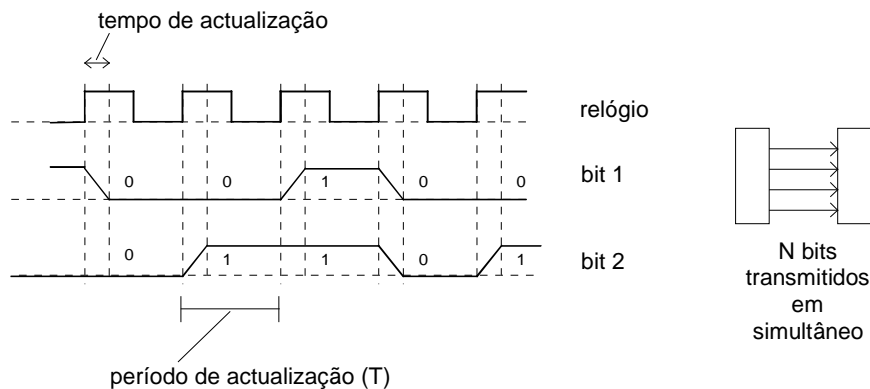 tempo de actualização
relógio
0 0 1 0 0
bit 1
0 1 1 0 1
bit 2
N bits
transmitidos
em
simultâneo
período de actualização (T)